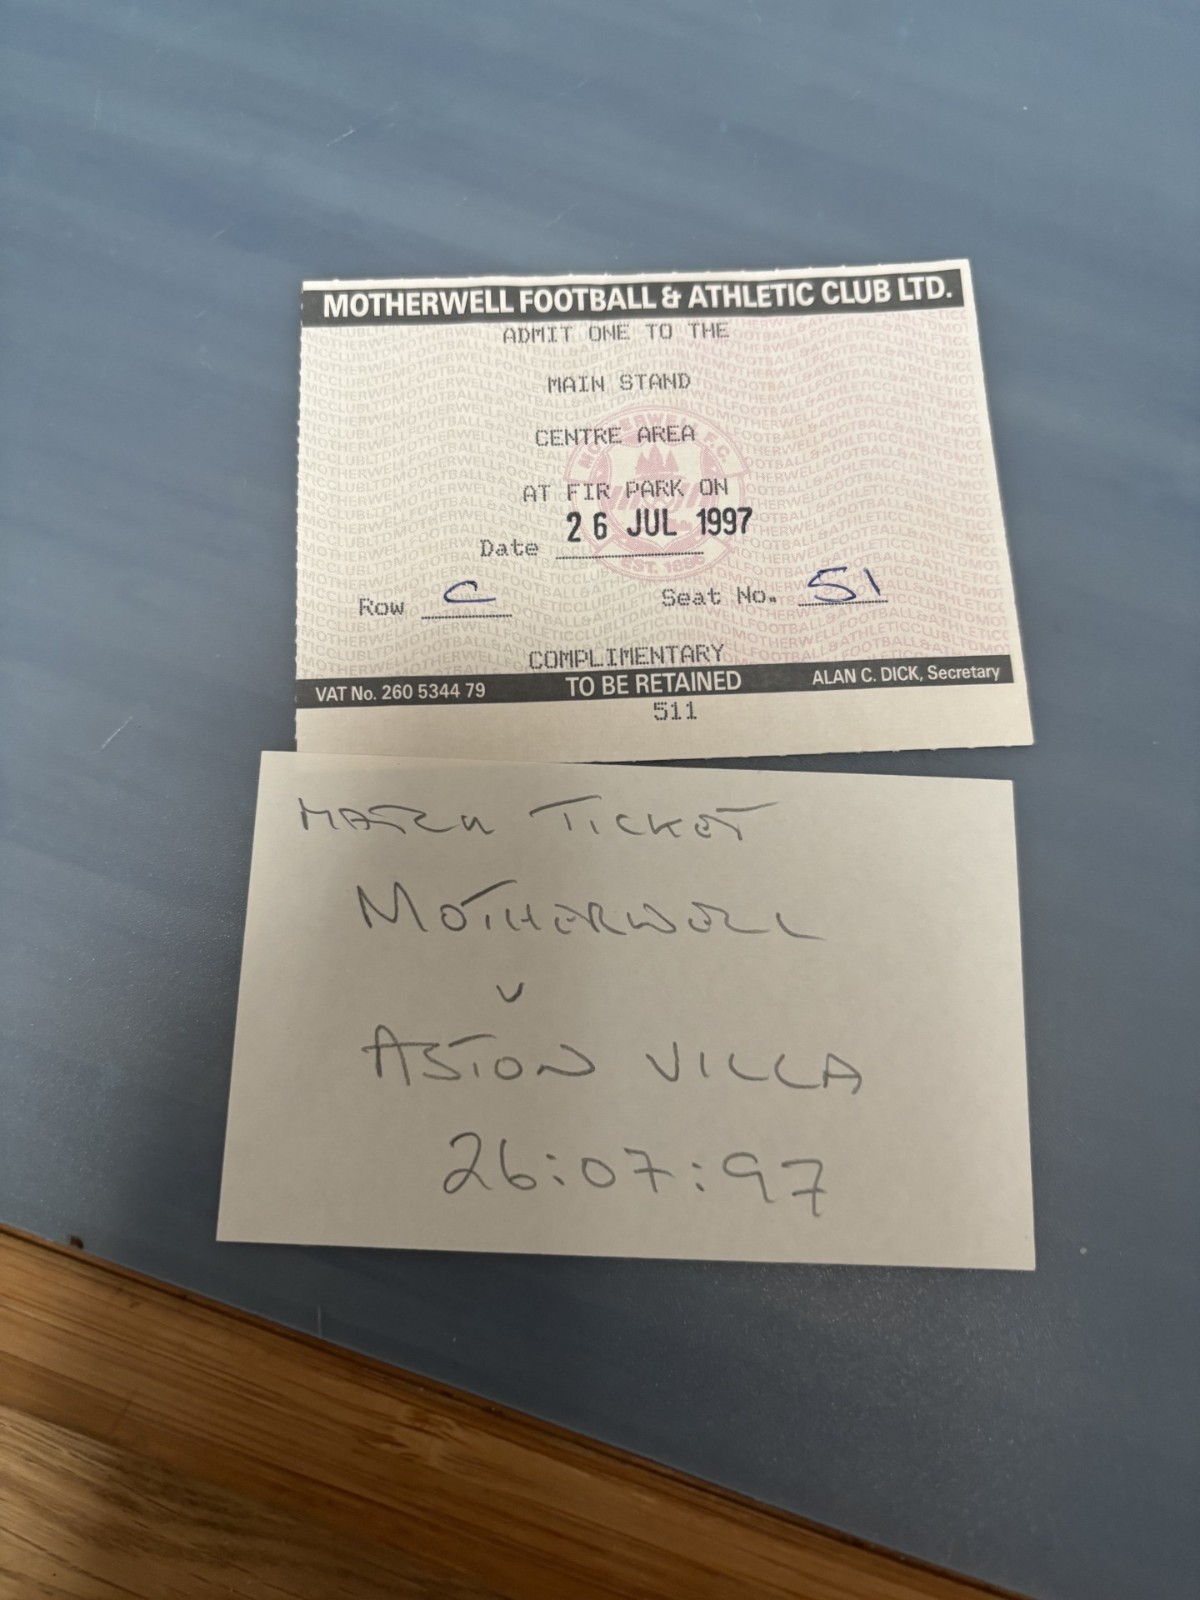 MOTHERWELL FOOTBALL & ATHLETIC CLUB LTD.
ADMIT ONE TO THE
MAIN STAND
CENTRE AREA
AT FIR PARK ON
Date 26 JUL 1997
Row C Seat No. 51
COMPLIMENTARY
VAT No. 260 5344 79 TO BE RETAINED ALAN C. DICK, Secretary
511
MATCH TICKET
MOTHERWELL
v
ASTON VILLA
26:07:97